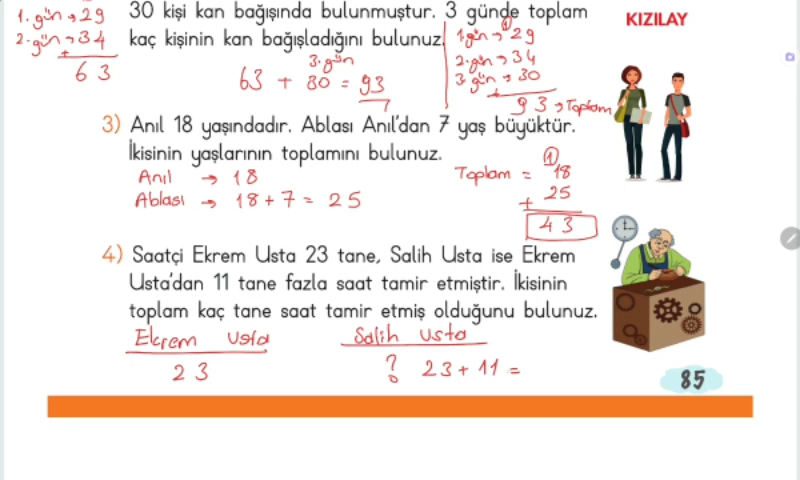 1. gün → 29
30 kişi kan bağışında bulunmuştur. 3 günde toplam
KIZILAY
2. gün → 34
kaç kişinin kan bağışladığını bulunuz.
+
63
3. gün
63 + 30 = 93
1
1. gün → 29
2. gün → 34
3. gün → 30
+
93 → Toplam
3) Anıl 18 yaşındadır. Ablası Anıl'dan 7 yaş büyüktür.
İkisinin yaşlarının toplamını bulunuz.
Anıl → 18
Ablası → 18 + 7 = 25
1
Toplam = 18
+ 25
43
4) Saatçi Ekrem Usta 23 tane, Salih Usta ise Ekrem
Usta'dan 11 tane fazla saat tamir etmiştir. İkisinin
toplam kaç tane saat tamir etmiş olduğunu bulunuz.
Ekrem usta
23
Salih usta
? 23 + 11 =
85